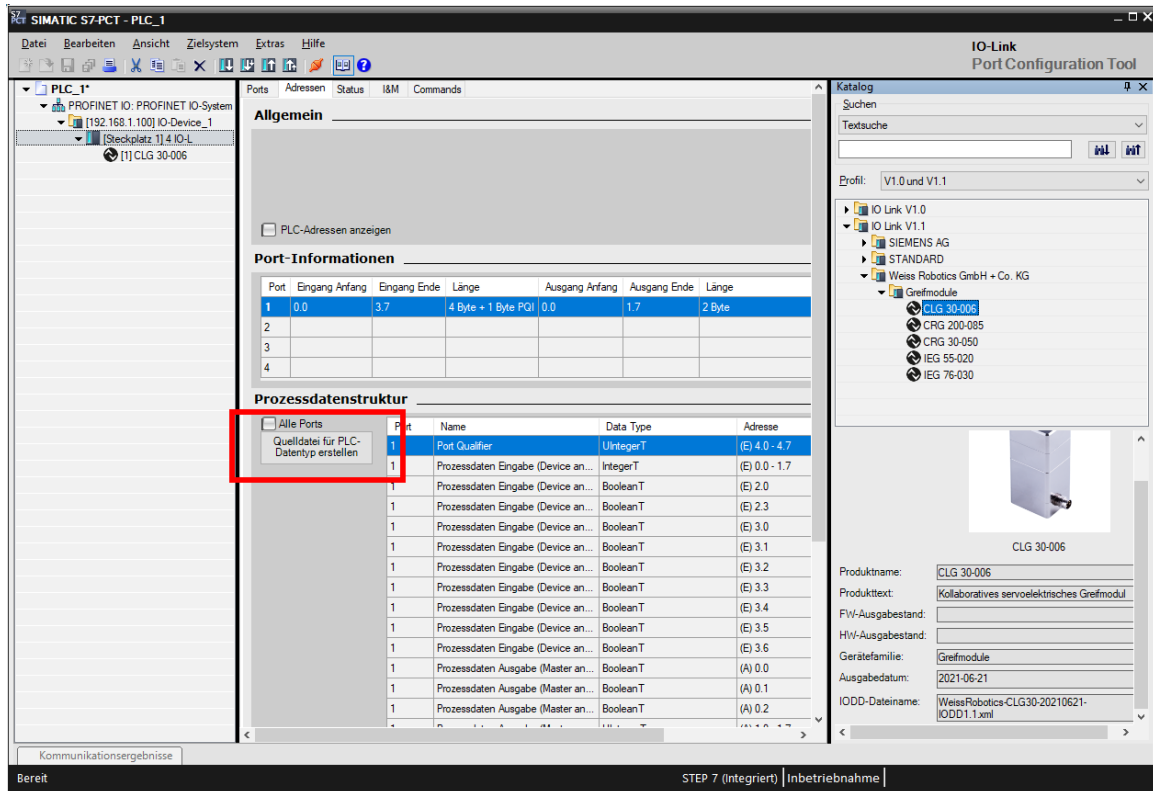 S7-PCT SIMATIC S7-PCT - PLC_1
Datei Bearbeiten Ansicht Zielsystem Extras Hilfe
IO-Link
Port Configuration Tool
PLC_1*
PROFINET IO: PROFINET IO-System
[192.168.1.100] IO-Device_1
[Steckplatz 1] 4 IO-L
[1] CLG 30-006
Ports Adressen Status I&M Commands
Allgemein
PLC-Adressen anzeigen
Port-Informationen
Port Eingang Anfang Eingang Ende Länge Ausgang Anfang Ausgang Ende Länge
1 0.0 3.7 4 Byte + 1 Byte PQI 0.0 1.7 2 Byte
2
3
4
Prozessdatenstruktur
Alle Ports
Quelldatei für PLC-
Datentyp erstellen
Port Name Data Type Adresse
1 Port Qualifier UIntegerT (E) 4.0 - 4.7
1 Prozessdaten Eingabe (Device an... IntegerT (E) 0.0 - 1.7
1 Prozessdaten Eingabe (Device an... BooleanT (E) 2.0
1 Prozessdaten Eingabe (Device an... BooleanT (E) 2.3
1 Prozessdaten Eingabe (Device an... BooleanT (E) 3.0
1 Prozessdaten Eingabe (Device an... BooleanT (E) 3.1
1 Prozessdaten Eingabe (Device an... BooleanT (E) 3.2
1 Prozessdaten Eingabe (Device an... BooleanT (E) 3.3
1 Prozessdaten Eingabe (Device an... BooleanT (E) 3.4
1 Prozessdaten Eingabe (Device an... BooleanT (E) 3.5
1 Prozessdaten Eingabe (Device an... BooleanT (E) 3.6
1 Prozessdaten Ausgabe (Master an... BooleanT (A) 0.0
1 Prozessdaten Ausgabe (Master an... BooleanT (A) 0.1
1 Prozessdaten Ausgabe (Master an... BooleanT (A) 0.2
Katalog
Suchen
Textsuche
Profil: V1.0 und V1.1
IO Link V1.0
IO Link V1.1
SIEMENS AG
STANDARD
Weiss Robotics GmbH + Co. KG
Greifmodule
CLG 30-006
CRG 200-085
CRG 30-050
IEG 55-020
IEG 76-030
CLG 30-006
Produktname: CLG 30-006
Produkttext: Kollaboratives servoelektrisches Greifmodul
FW-Ausgabestand:
HW-Ausgabestand:
Gerätefamilie: Greifmodule
Ausgabedatum: 2021-06-21
IODD-Dateiname: WeissRobotics-CLG30-20210621-
IODD1.1.xml
Kommunikationsergebnisse
Bereit
STEP 7 (Integriert) Inbetriebnahme